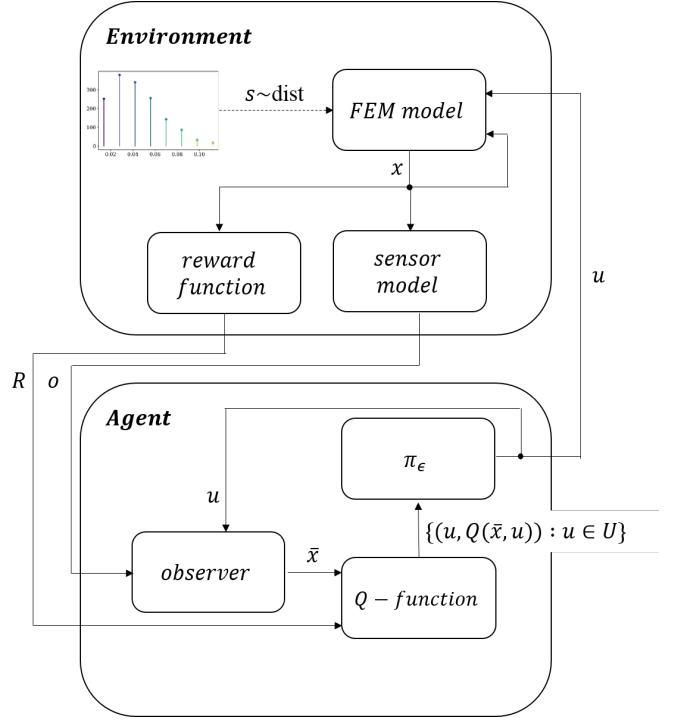 Environment
300
200
100
0
0.02 0.04 0.06 0.08 0.10
s~dist
FEM model
x
reward
function
sensor
model
u
R o
Agent
π_ϵ
u
{(u, Q(x̄, u)) : u ∈ U}
observer
x̄
Q − function